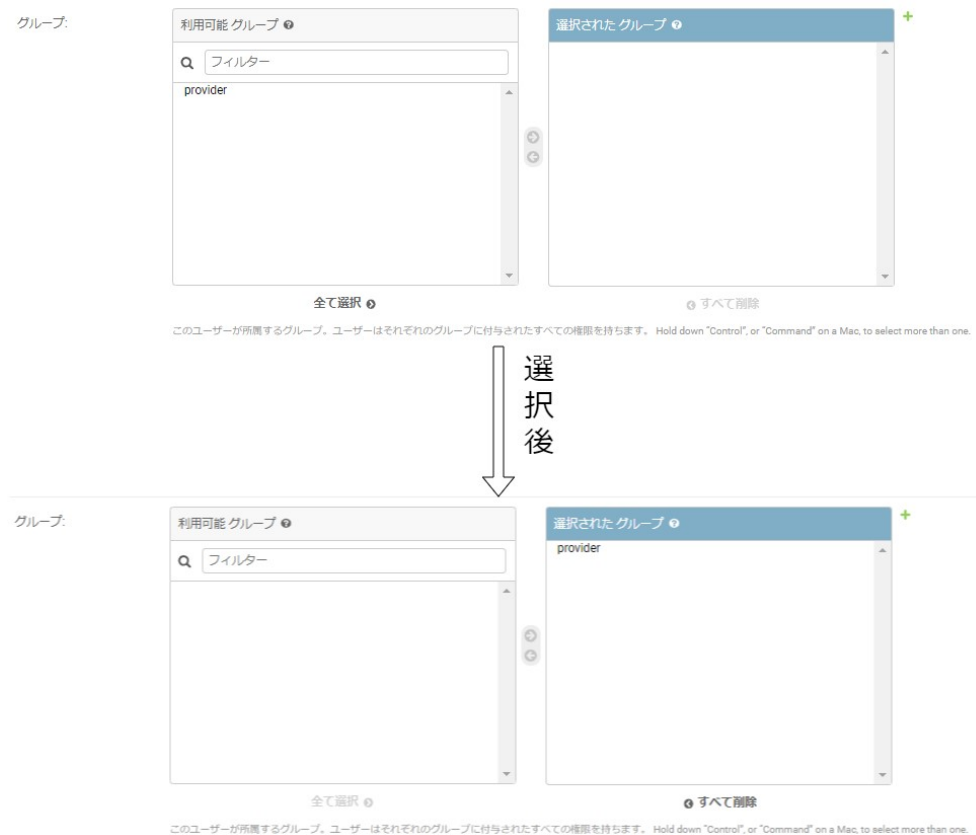 グループ:
利用可能 グループ
選択された グループ
フィルター
provider
全て選択
すべて削除
このユーザーが所属するグループ。ユーザーはそれぞれのグループに付与されたすべての権限を持ちます。 Hold down "Control", or "Command" on a Mac, to select more than one.
選
択
後
グループ:
利用可能 グループ
選択された グループ
フィルター
provider
全て選択
すべて削除
このユーザーが所属するグループ。ユーザーはそれぞれのグループに付与されたすべての権限を持ちます。 Hold down "Control", or "Command" on a Mac, to select more than one.